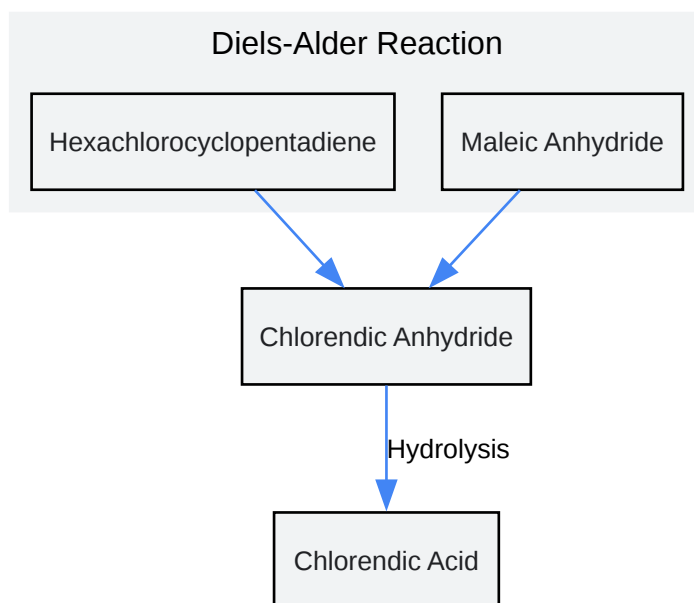 Diels-Alder Reaction
Hexachlorocyclopentadiene
Maleic Anhydride
Chlorendic Anhydride
Hydrolysis
Chlorendic Acid